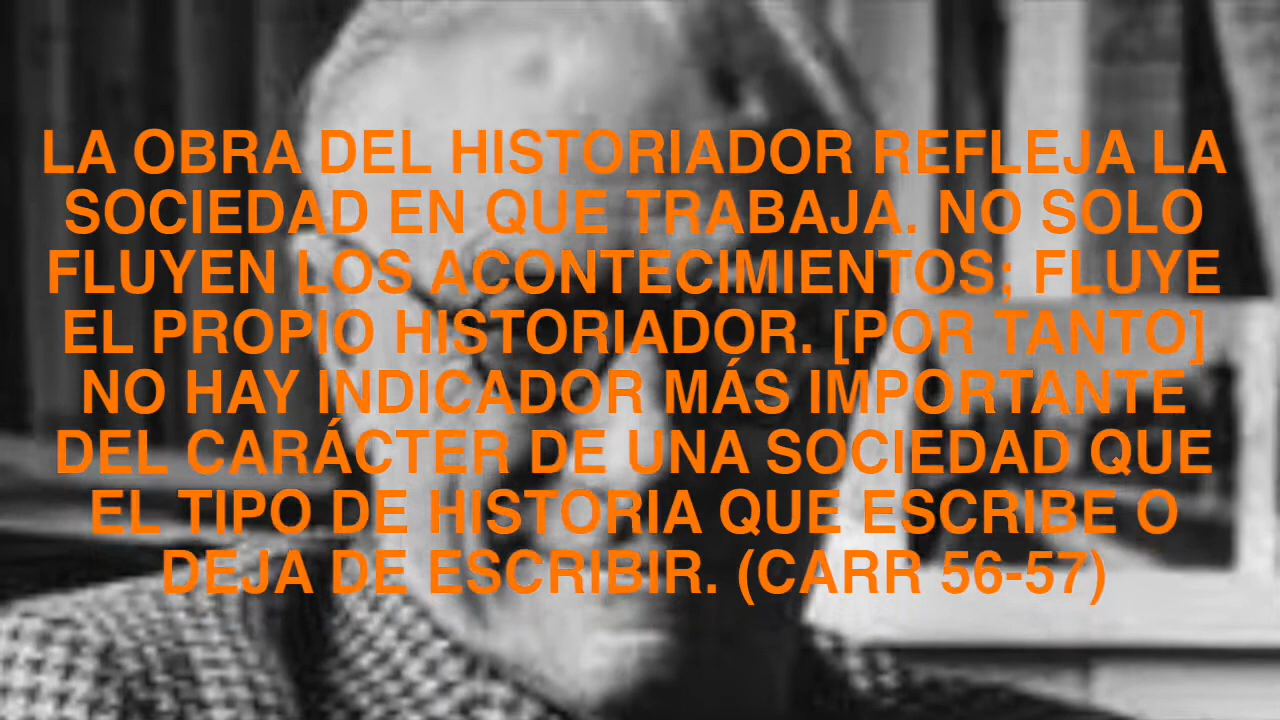 LA OBRA DEL HISTORIADOR REFLEJA LA
SOCIEDAD EN QUE TRABAJA. NO SOLO
FLUYEN LOS ACONTECIMIENTOS; FLUYE
EL PROPIO HISTORIADOR. [POR TANTO]
NO HAY INDICADOR MÁS IMPORTANTE
DEL CARÁCTER DE UNA SOCIEDAD QUE
EL TIPO DE HISTORIA QUE ESCRIBE O
DEJA DE ESCRIBIR. (CARR 56-57)